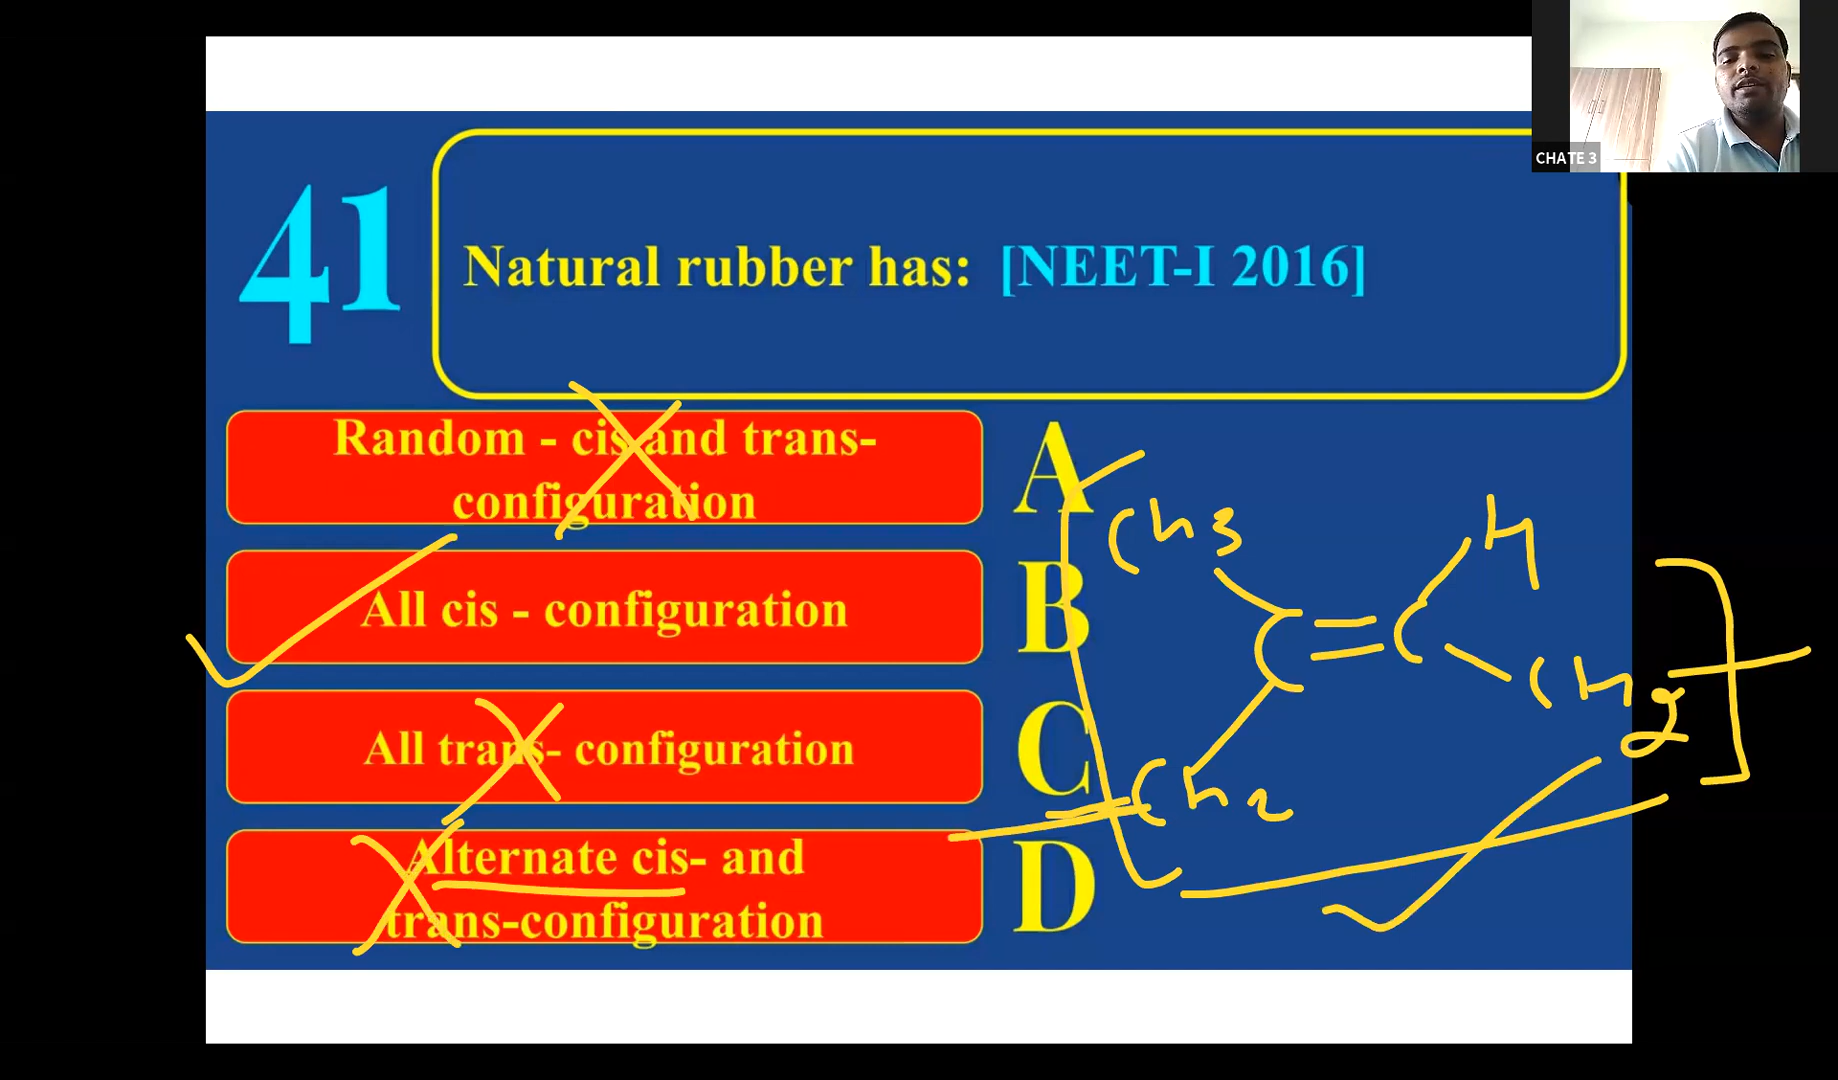 CHATE 3
41
Natural rubber has: [NEET-I 2016]
Random - cis and trans-
configuration
A
All cis - configuration
B
All trans- configuration
C
Alternate cis- and
trans-configuration
D
CH3
H
C=C
CH2
CH2